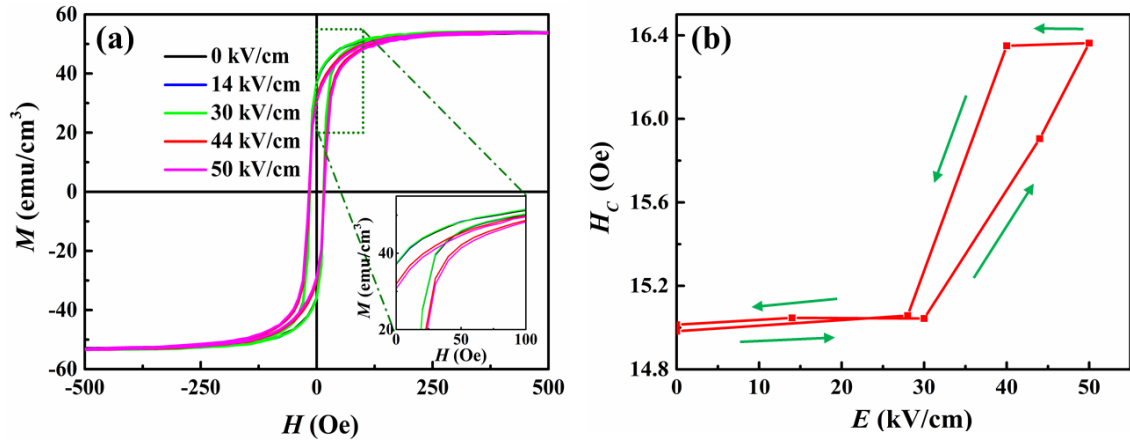 (a)
0 kV/cm
14 kV/cm
30 kV/cm
44 kV/cm
50 kV/cm
60
40
20
0
-20
-40
-60
M (emu/cm³)
-500
-250
0
250
500
H (Oe)
40
20
M (emu/cm³)
0
50
100
H (Oe)
(b)
16.4
16.0
15.6
15.2
14.8
H_C (Oe)
0
10
20
30
40
50
E (kV/cm)